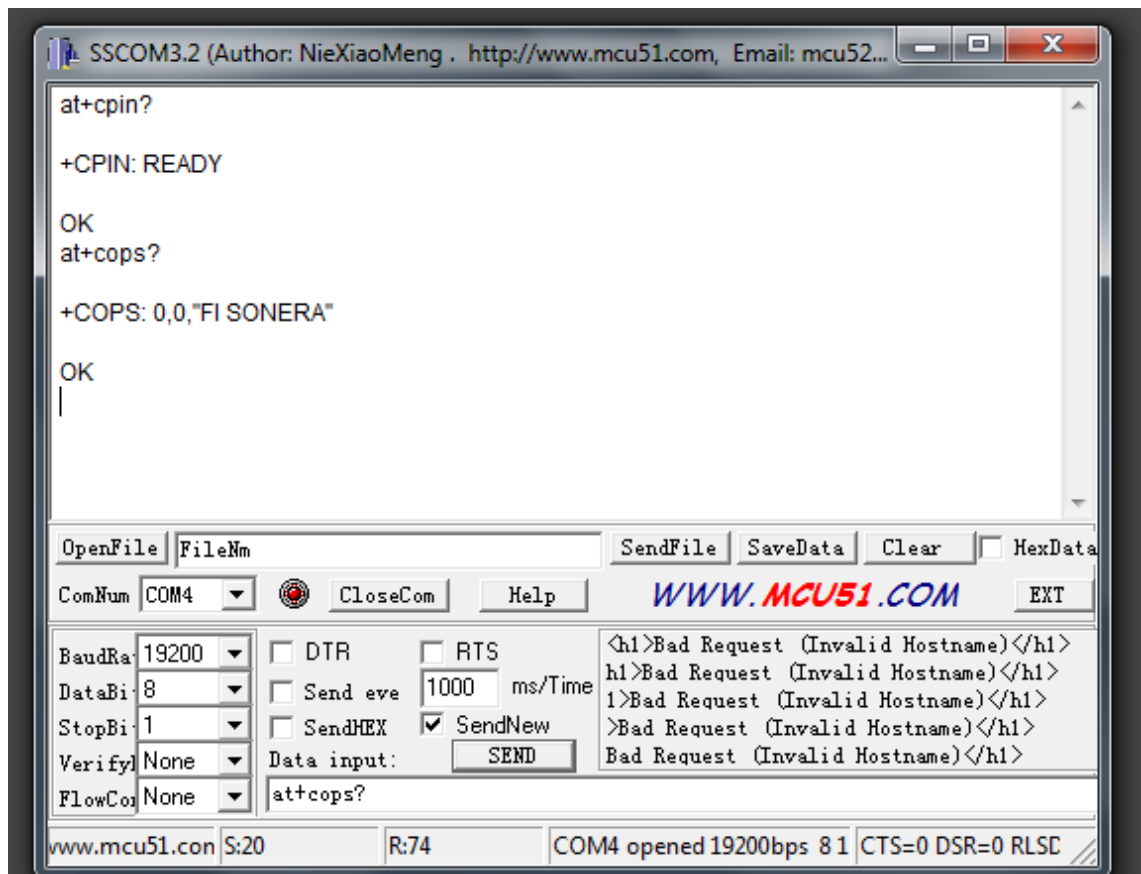 SSCOM3.2 (Author: NieXiaoMeng . http://www.mcu51.com, Email: mcu52...
at+cpin?
+CPIN: READY
OK
at+cops?
+COPS: 0,0,"FI SONERA"
OK
OpenFile FileNm SendFile SaveData Clear HexData
ComNum COM4 CloseCom Help WWW.MCU51.COM EXT
BaudRa 19200 DTR RTS
DataBi 8 Send eve 1000 ms/Time
StopBi 1 SendHEX SendNew
Verify None Data input: SEND
FlowCo None at+cops?
<h1>Bad Request (Invalid Hostname)</h1>
h1>Bad Request (Invalid Hostname)</h1>
1>Bad Request (Invalid Hostname)</h1>
>Bad Request (Invalid Hostname)</h1>
Bad Request (Invalid Hostname)</h1>
www.mcu51.con S:20 R:74 COM4 opened 19200bps 8 1 CTS=0 DSR=0 RLSD